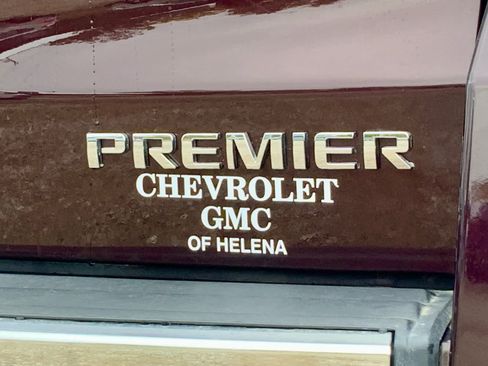 PREMIER
CHEVROLET
GMC
OF HELENA